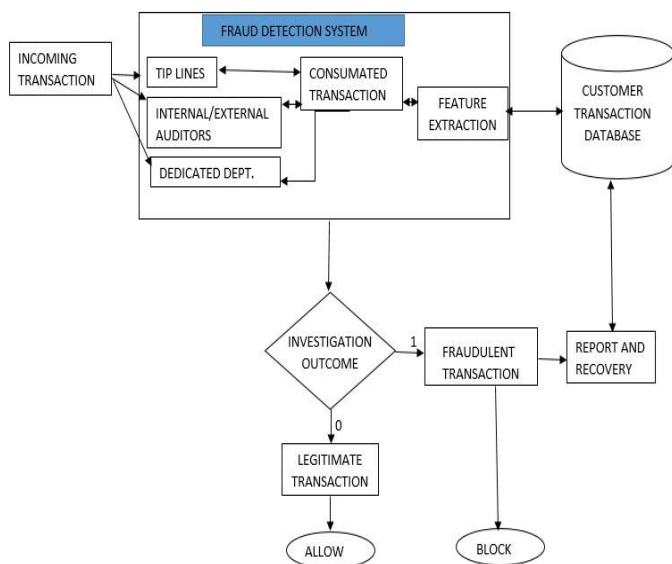 FRAUD DETECTION SYSTEM
INCOMING
TRANSACTION
TIP LINES
CONSUMATED
TRANSACTION
INTERNAL/EXTERNAL
AUDITORS
FEATURE
EXTRACTION
DEDICATED DEPT.
CUSTOMER
TRANSACTION
DATABASE
INVESTIGATION
OUTCOME
1
FRAUDULENT
TRANSACTION
REPORT AND
RECOVERY
0
LEGITIMATE
TRANSACTION
ALLOW
BLOCK